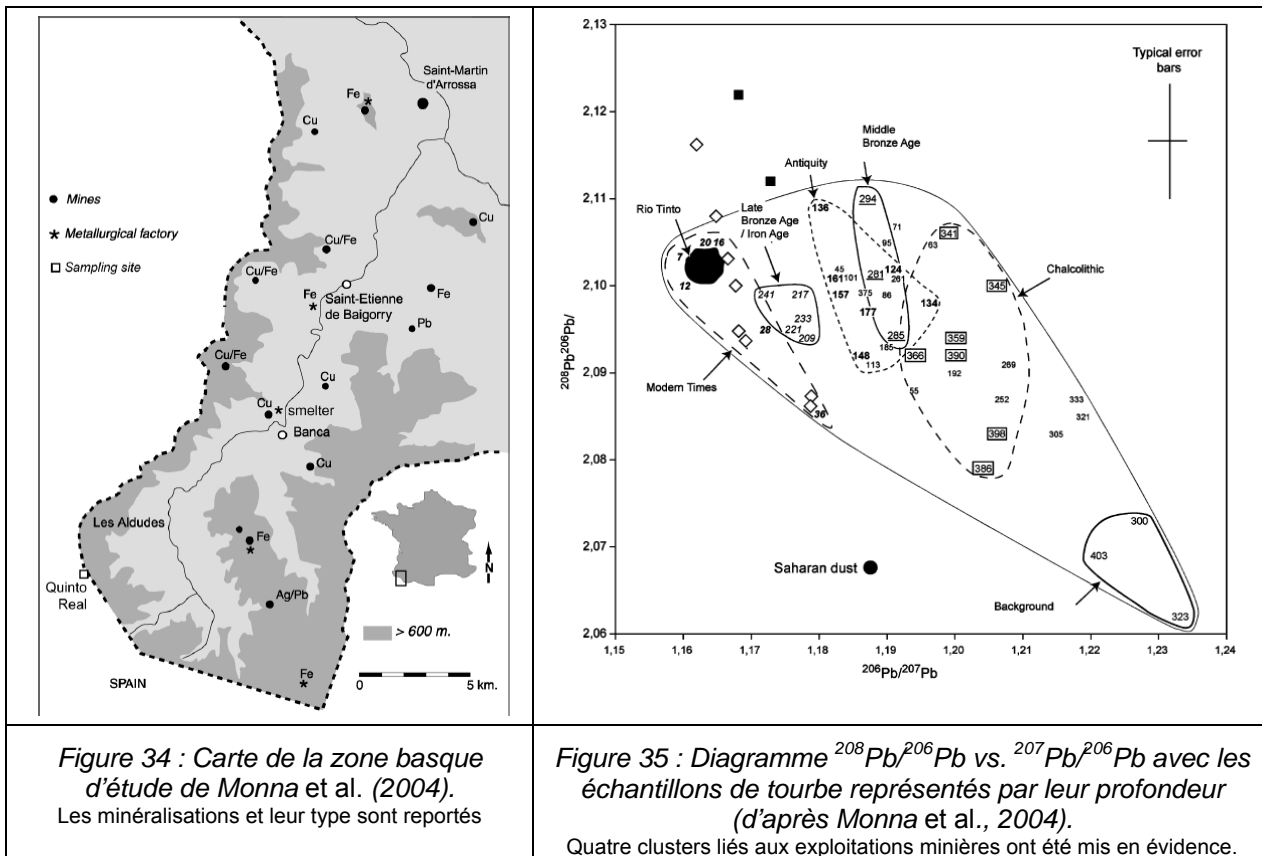 Saint-Martin
d'Arrossa
Fe
Cu
Mines
Metallurgical factory
Sampling site
Cu
Cu/Fe
Cu/Fe
Saint-Etienne
de Baigorry
Fe
Pb
Cu/Fe
Cu
Cu
smelter
Banca
Cu
Les Aldudes
Fe
N
Quinto
Real
Ag/Pb
> 600 m.
Fe
SPAIN
0
5 km.
Figure 34 : Carte de la zone basque
d'étude de Monna et al. (2004).
Les minéralisations et leur type sont reportés
2,13
2,12
2,11
2,10
2,09
2,08
2,07
2,06
208Pb/206Pb/
Typical error
bars
Middle
Bronze Age
Antiquity
Late
Bronze Age
/ Iron Age
Rio Tinto
136
294
71
341
20 16
95
63
Chalcolithic
7
45
124
161
101
281
26
345
12
241
217
157
375
86
134
177
233
28
221
209
285
359
185
366
390
148
113
269
192
Modern Times
55
252
333
321
36
398
305
386
300
403
Saharan dust
Background
323
1,15
1,16
1,17
1,18
1,19
1,20
1,21
1,22
1,23
1,24
206Pb/207Pb
Figure 35 : Diagramme 208Pb/206Pb vs. 207Pb/206Pb avec les
échantillons de tourbe représentés par leur profondeur
(d'après Monna et al., 2004).
Quatre clusters liés aux exploitations minières ont été mis en évidence.